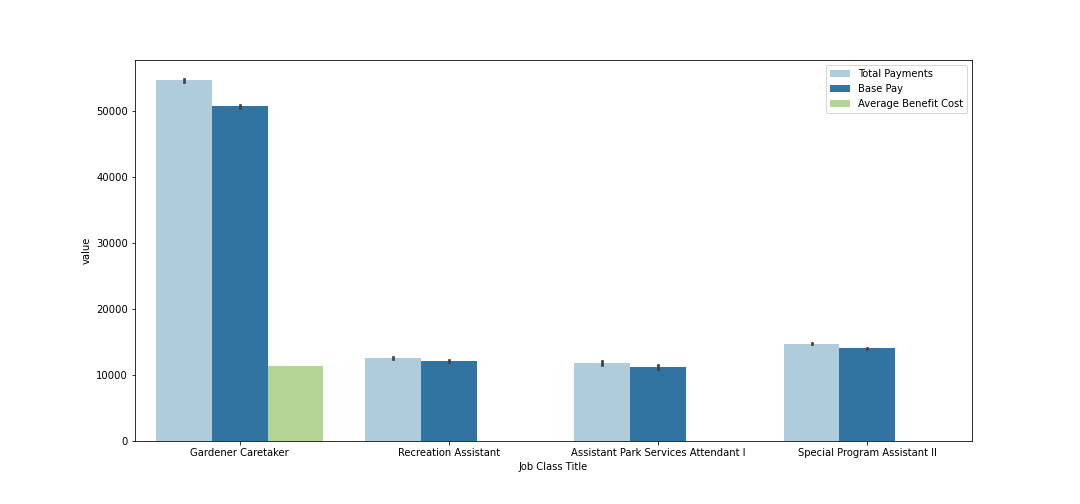 Total Payments
Base Pay
Average Benefit Cost
50000
40000
30000
20000
10000
0
value
Gardener Caretaker
Recreation Assistant
Assistant Park Services Attendant I
Special Program Assistant II
Job Class Title